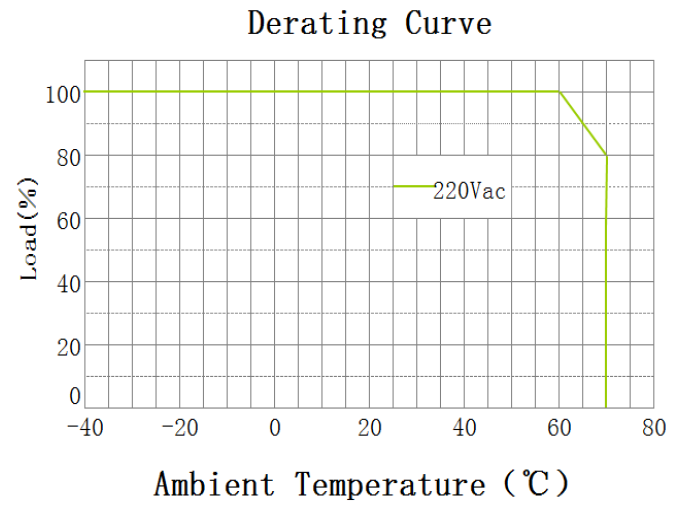 Derating Curve
100
80
60
40
20
0
Load(%)
220Vac
-40 -20 0 20 40 60 80
Ambient Temperature (℃)